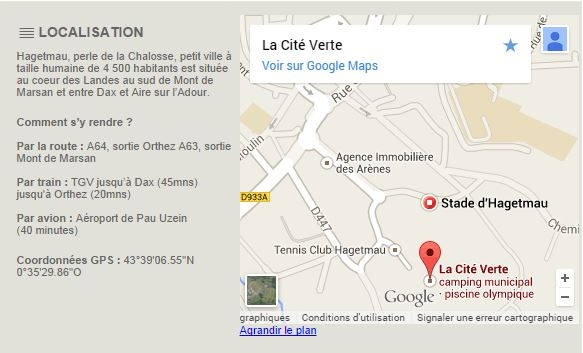 LOCALISATION
Hagetmau, perle de la Chalosse, petit ville à
taille humaine de 4 500 habitants est située
au coeur des Landes au sud de Mont de
Marsan et entre Dax et Aire sur l'Adour.
Comment s'y rendre ?
Par la route : A64, sortie Orthez A63, sortie
Mont de Marsan
Par train : TGV jusqu'à Dax (45mns)
jusqu'à Orthez (20mns)
Par avion : Aéroport de Pau Uzein
(40 minutes)
Coordonnées GPS : 43°39'06.55"N
0°35'29.86"O
La Cité Verte
Voir sur Google Maps
Rue
Agence Immobilière
des Arènes
D933A
D447
Stade d'Hagetmau
Tennis Club Hagetmau
La Cité Verte
camping municipal
- piscine olympique
Google
+
−
graphiques
Conditions d'utilisation
Signaler une erreur cartographique
Agrandir le plan